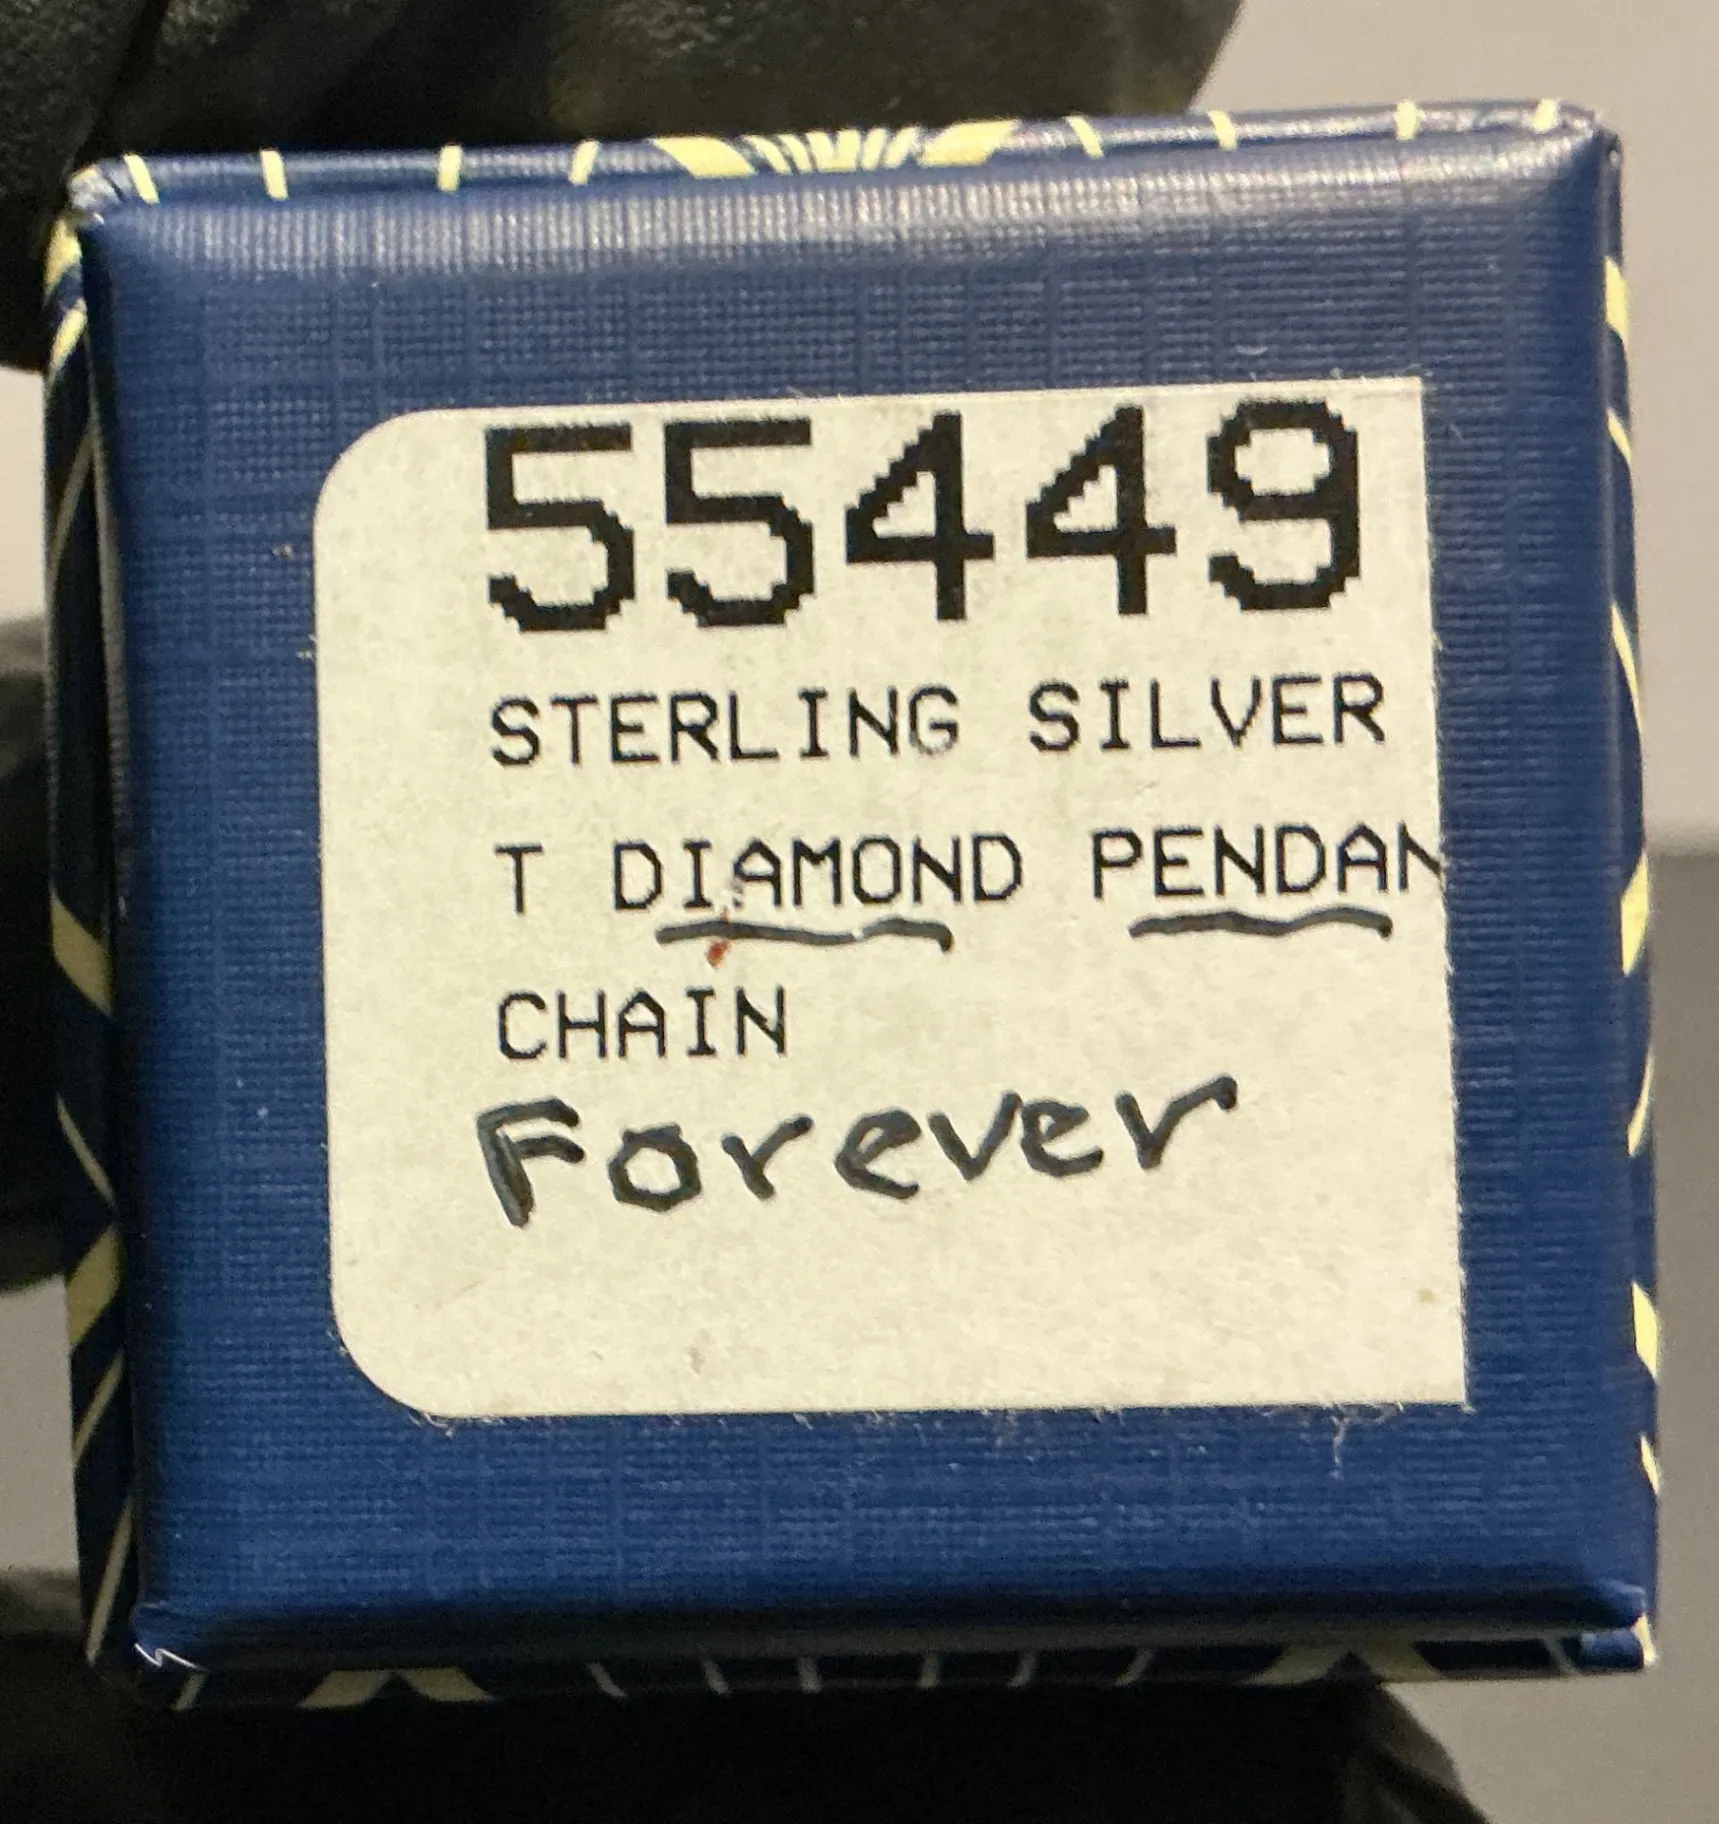 55449
STERLING SILVER
T DIAMOND PENDAN
CHAIN
Forever